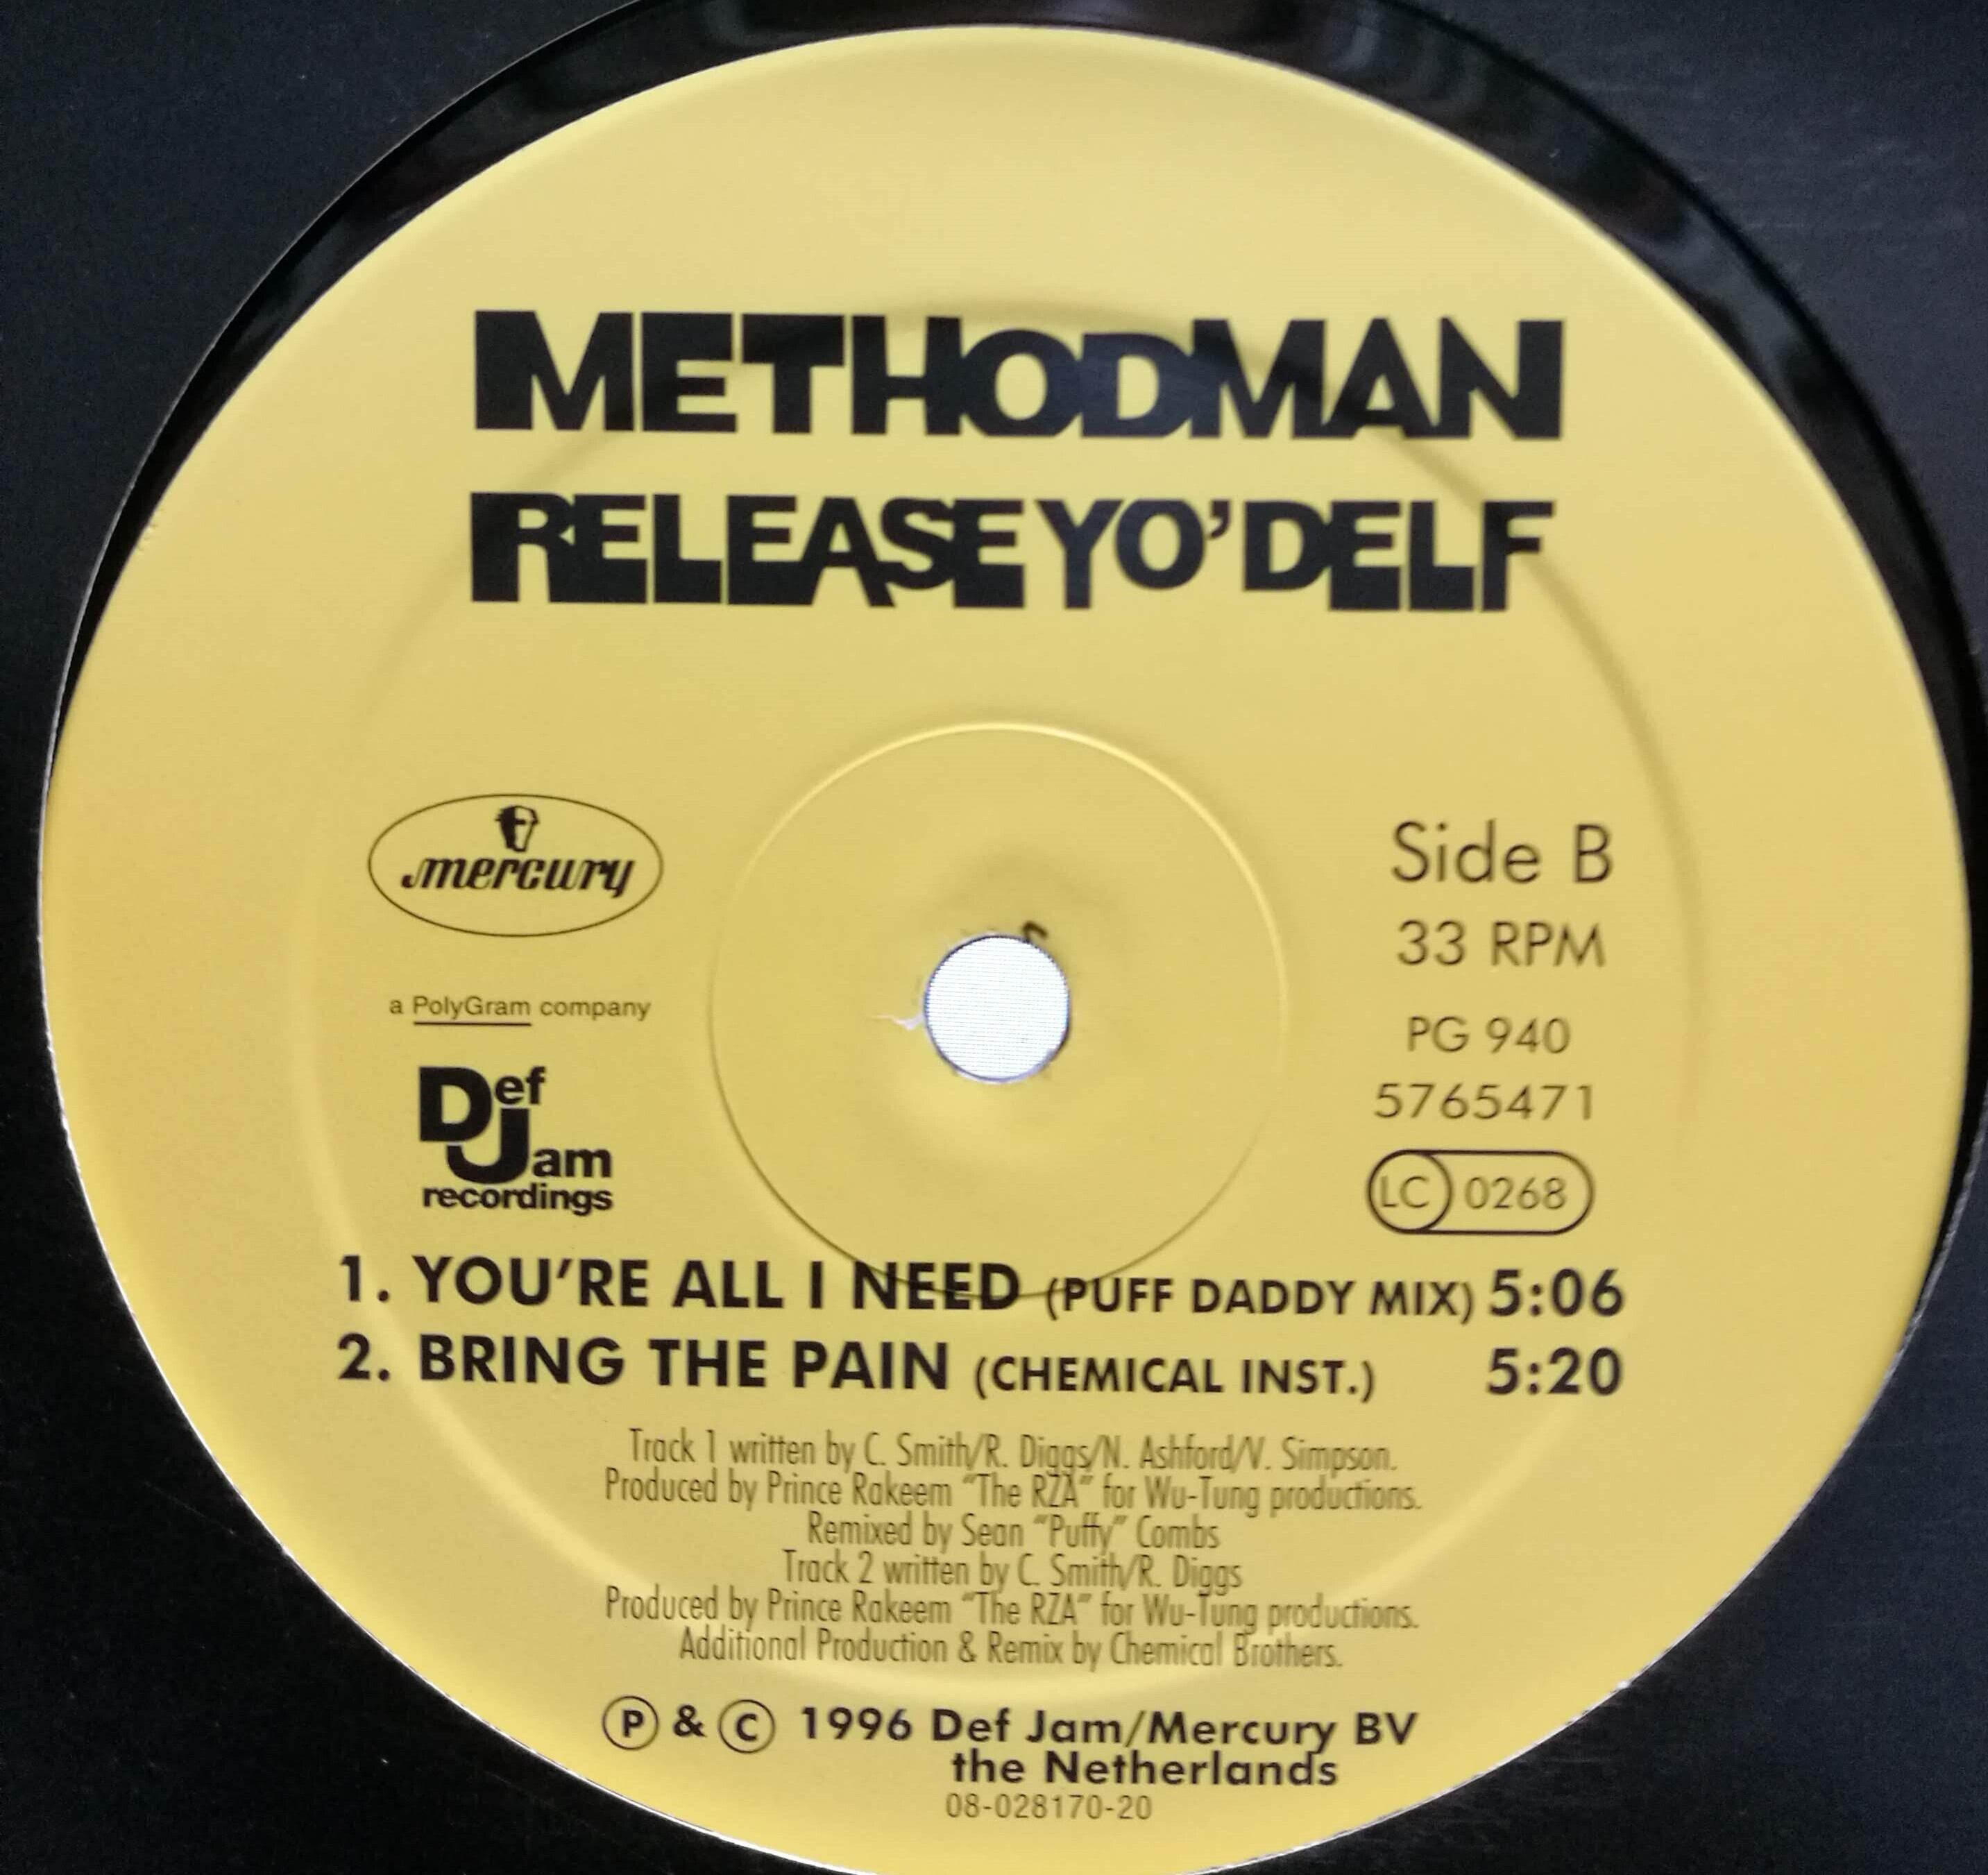 METHODMAN
RELEASE YO'DELF
mercury
a PolyGram company
Def
Jam
recordings
Side B
33 RPM
PG 940
5765471
LC 0268
1. YOU'RE ALL I NEED (PUFF DADDY MIX) 5:06
2. BRING THE PAIN (CHEMICAL INST.) 5:20
Track 1 written by C. Smith/R. Diggs/N. Ashford/V. Simpson.
Produced by Prince Rakeem "The RZA" for Wu-Tung productions.
Remixed by Sean "Puffy" Combs
Track 2 written by C. Smith/R. Diggs
Produced by Prince Rakeem "The RZA" for Wu-Tung productions.
Additional Production & Remix by Chemical Brothers.
Ⓟ & © 1996 Def Jam/Mercury BV
the Netherlands
08-028170-20